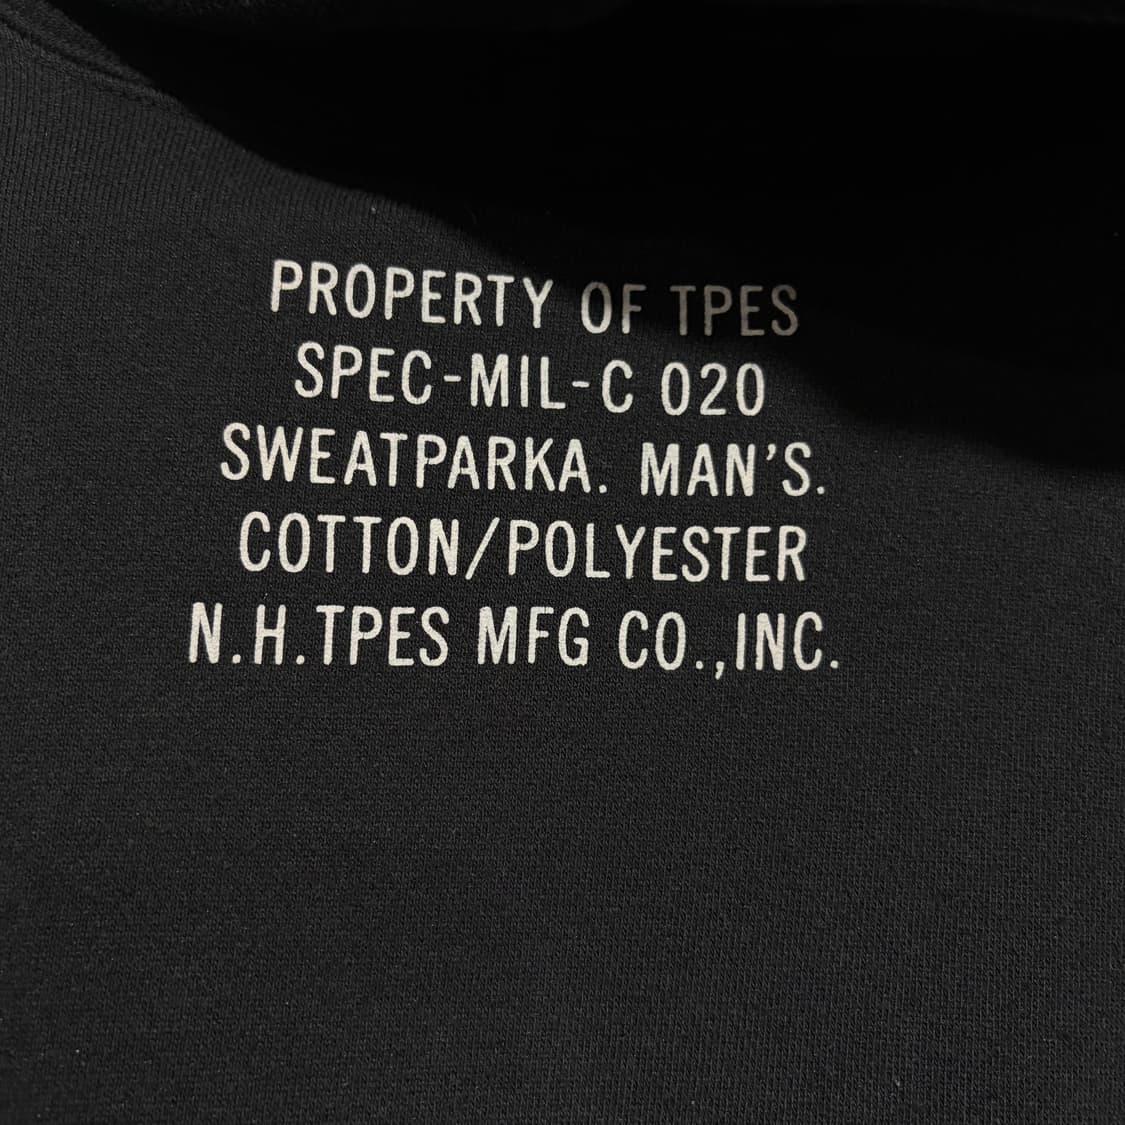 PROPERTY OF TPES
SPEC-MIL-C 020
SWEATPARKA. MAN'S.
COTTON/POLYESTER
N.H.TPES MFG CO.,INC.